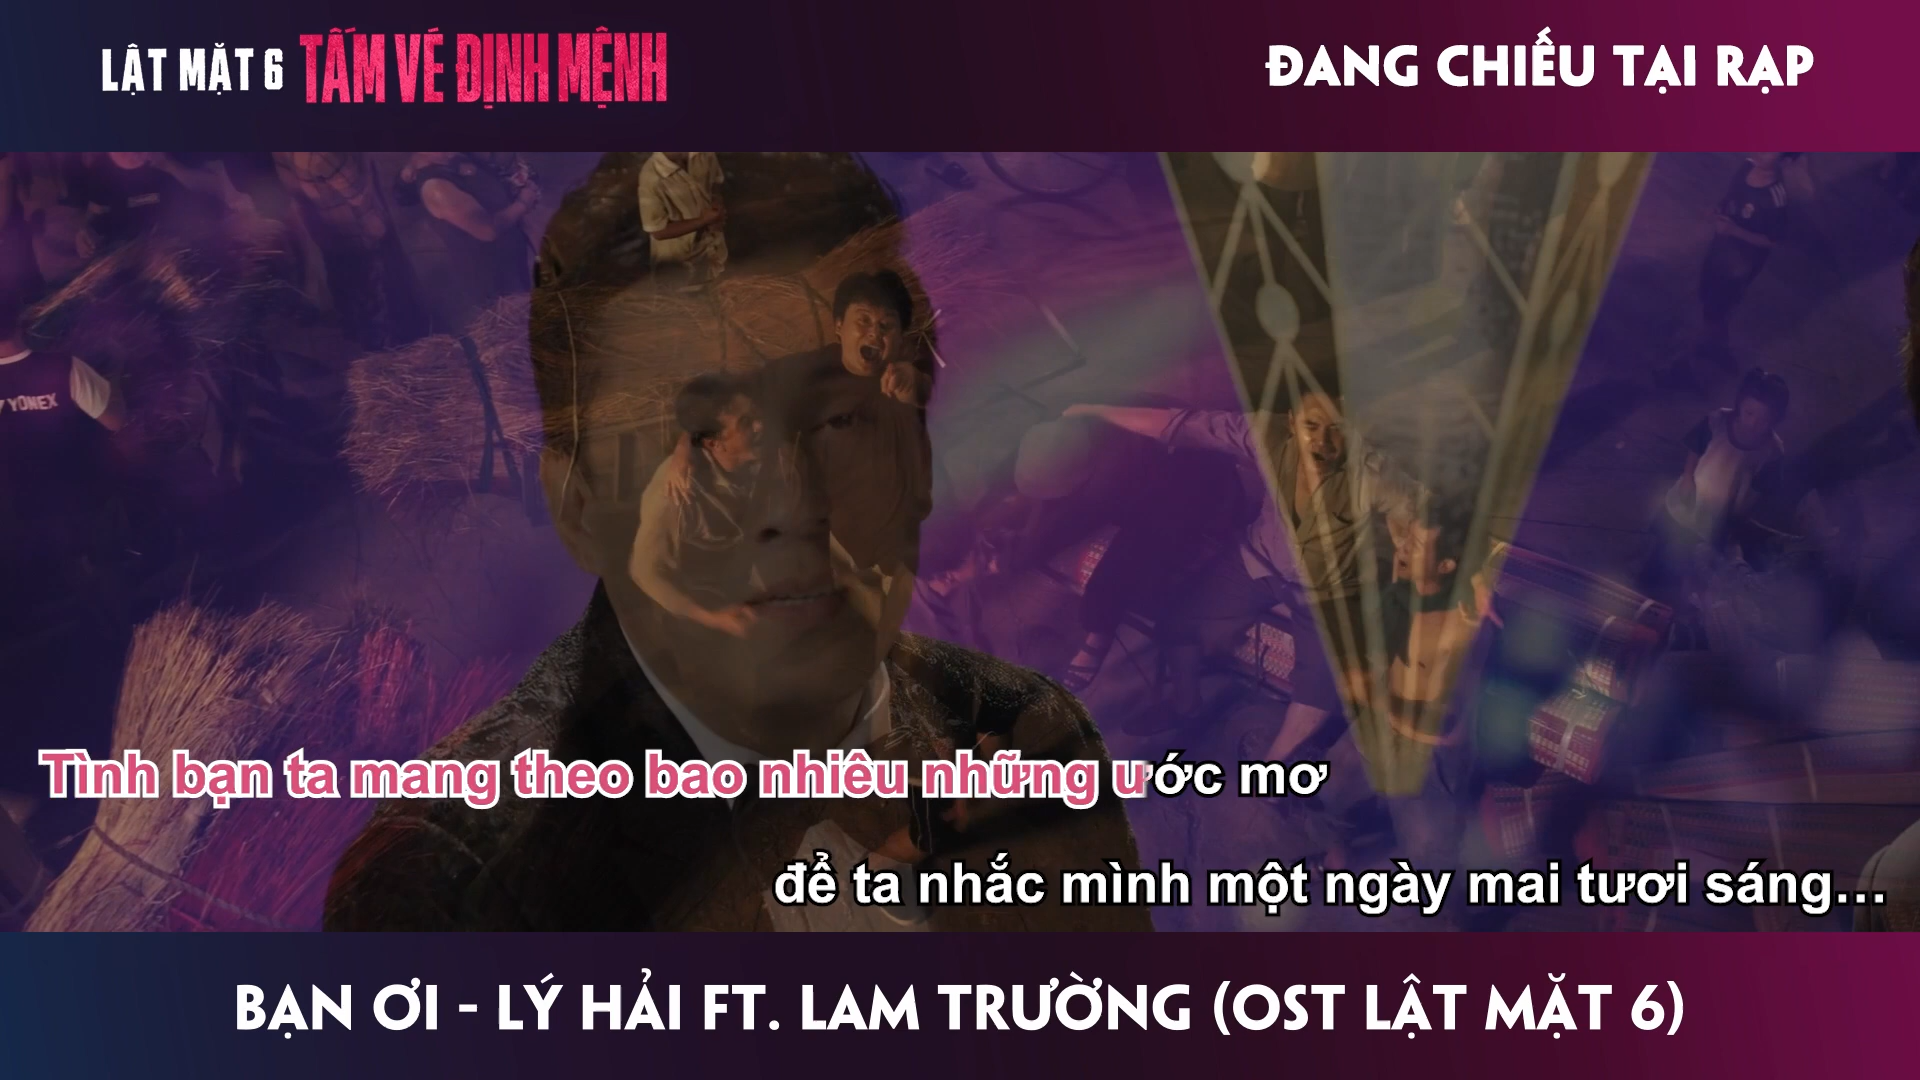 LẬT MẶT 6 TẤM VÉ ĐỊNH MỆNH
ĐANG CHIẾU TẠI RẠP
YONEX
Tình bạn ta mang theo bao nhiêu những ước mơ
để ta nhắc mình một ngày mai tươi sáng...
BẠN ƠI - LÝ HẢI FT. LAM TRƯỜNG (OST LẬT MẶT 6)